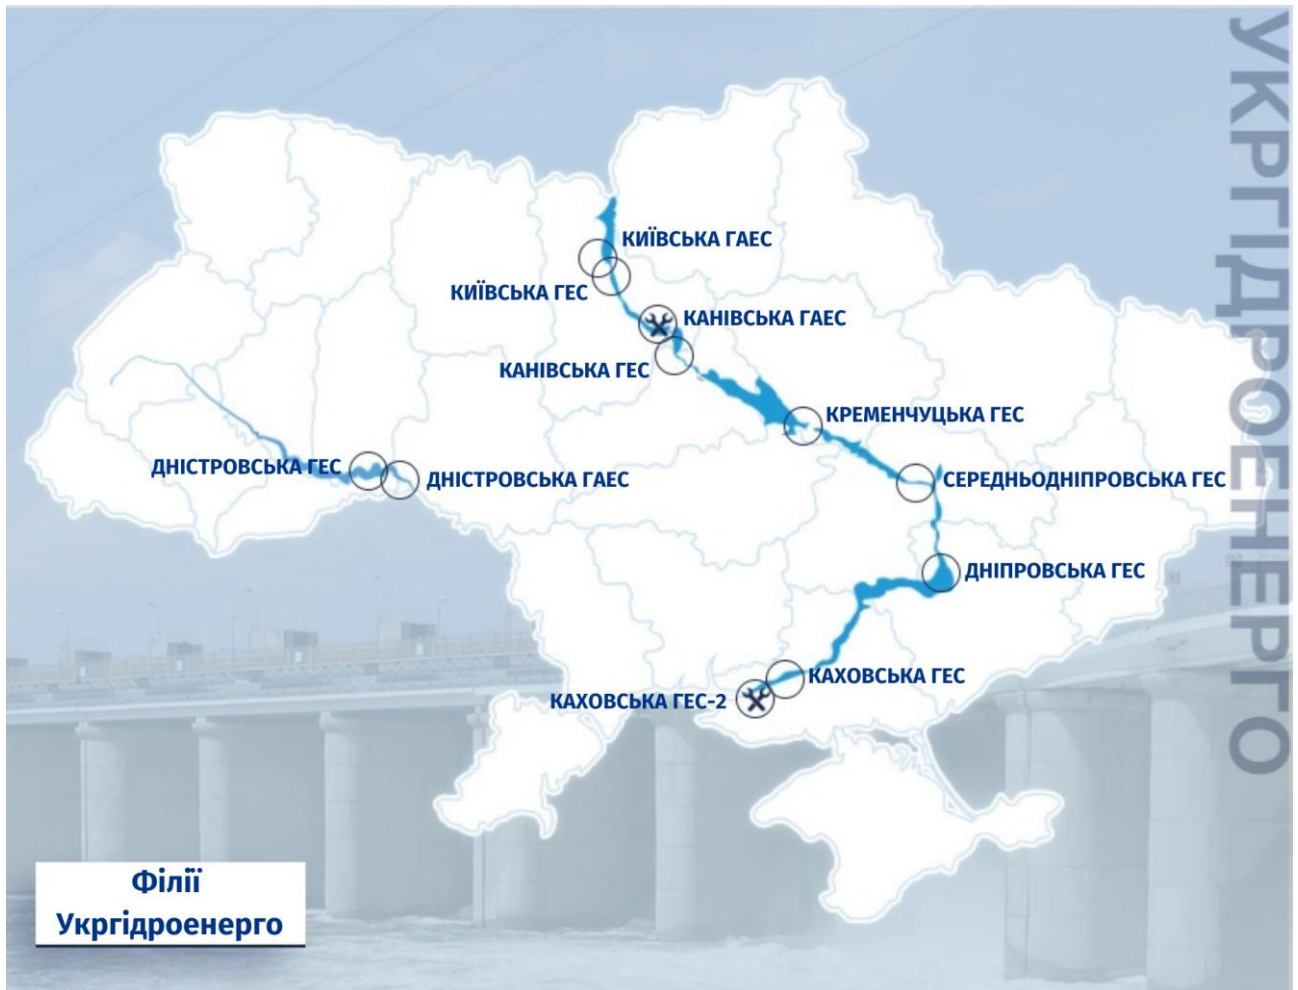 УКРГІДРОЕНЕРГО
КИЇВСЬКА ГАЕС
КИЇВСЬКА ГЕС
КАНІВСЬКА ГАЕС
КАНІВСЬКА ГЕС
КРЕМЕНЧУЦЬКА ГЕС
ДНІСТРОВСЬКА ГЕС
ДНІСТРОВСЬКА ГАЕС
СЕРЕДНЬОДНІПРОВСЬКА ГЕС
ДНІПРОВСЬКА ГЕС
КАХОВСЬКА ГЕС
КАХОВСЬКА ГЕС-2
Філії
Укргідроенерго